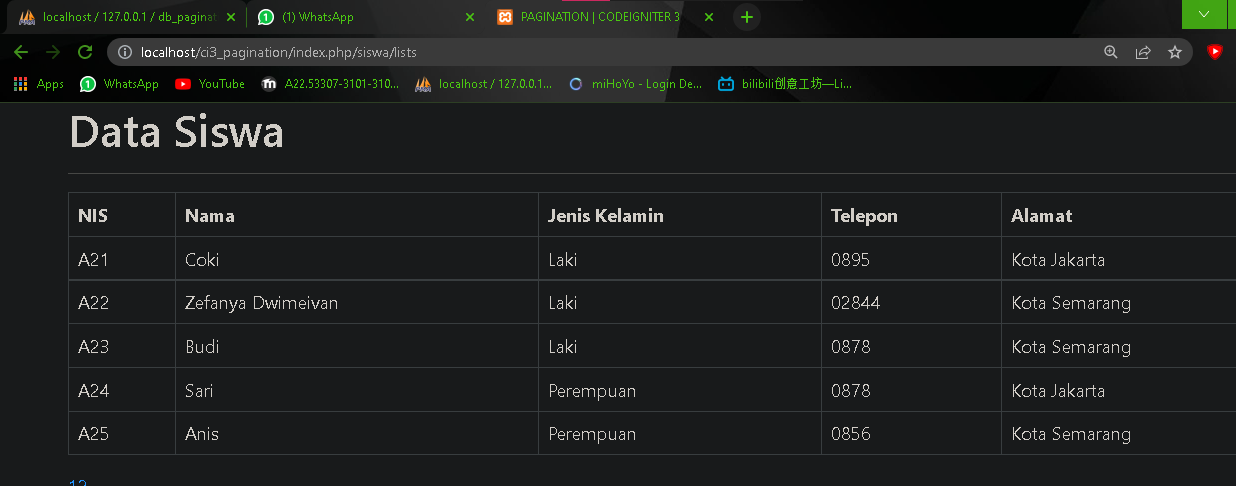 localhost / 127.0.0.1 / db_paginat
(1) WhatsApp
PAGINATION | CODEIGNITER 3
localhost/ci3_pagination/index.php/siswa/lists
Apps
WhatsApp
YouTube
A22.53307-3101-310...
localhost / 127.0.0.1...
miHoYo - Login De...
bilibili创意工坊—Li...
Data Siswa
NIS Nama Jenis Kelamin Telepon Alamat
A21 Coki Laki 0895 Kota Jakarta
A22 Zefanya Dwimeivan Laki 02844 Kota Semarang
A23 Budi Laki 0878 Kota Semarang
A24 Sari Perempuan 0878 Kota Jakarta
A25 Anis Perempuan 0856 Kota Semarang